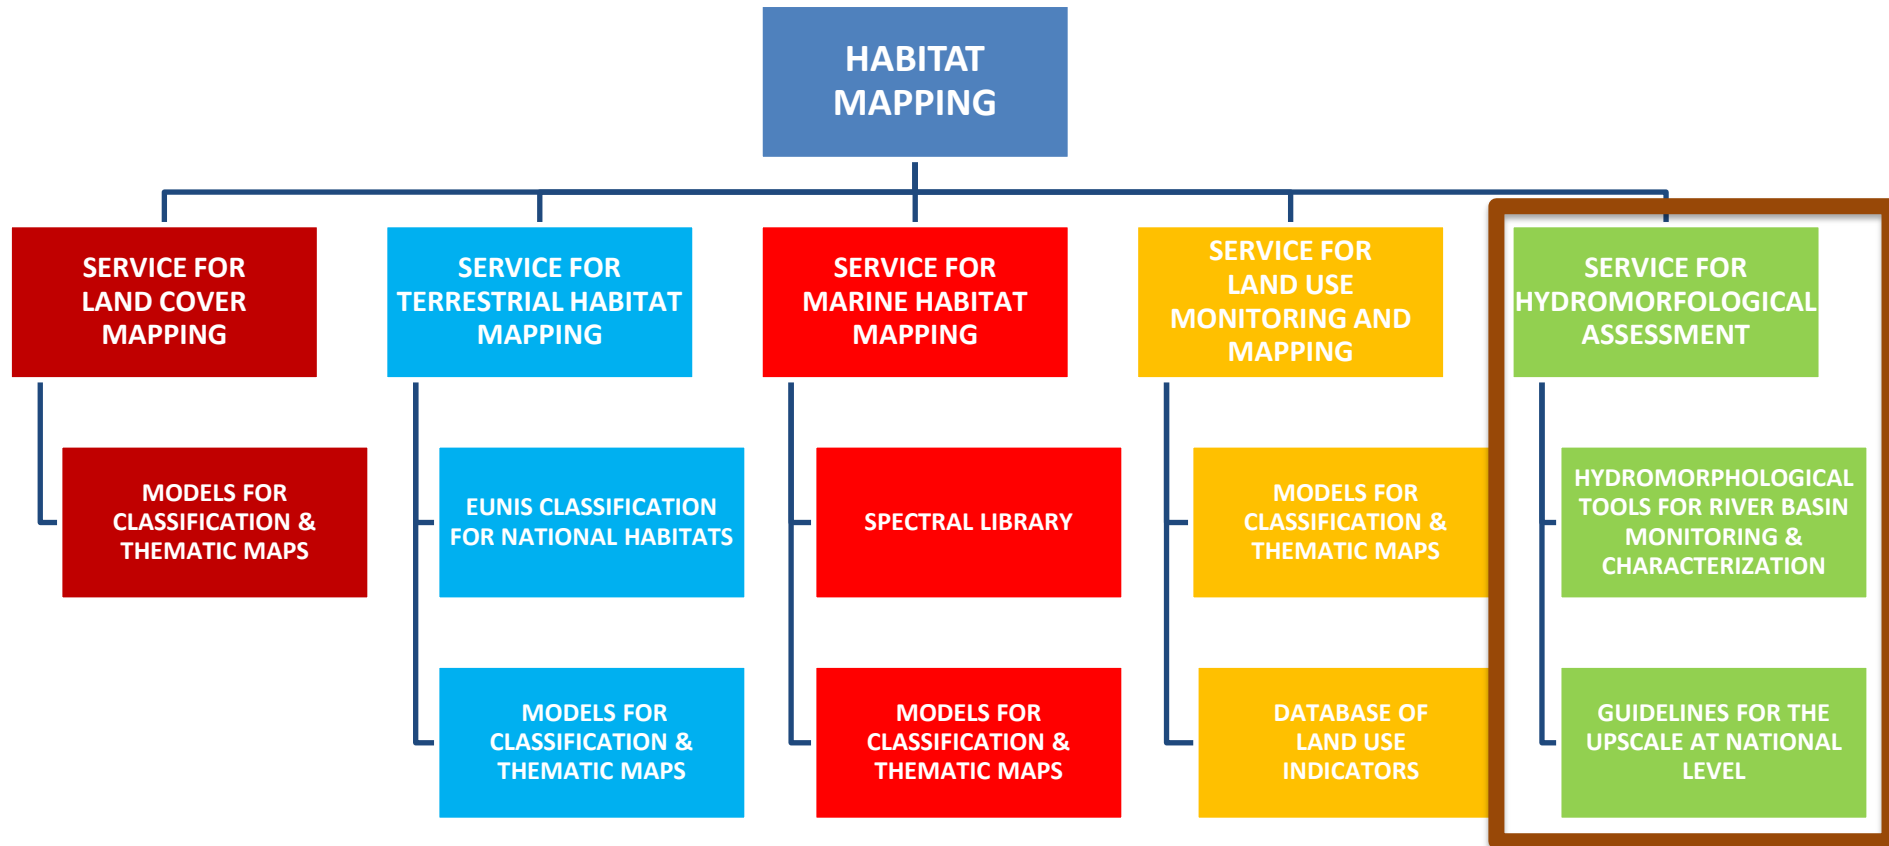 HABITAT
MAPPING
SERVICE FOR
LAND COVER
MAPPING
SERVICE FOR
TERRESTRIAL HABITAT
MAPPING
SERVICE FOR
MARINE HABITAT
MAPPING
SERVICE FOR
LAND USE
MONITORING AND
MAPPING
SERVICE FOR
HYDROMORFOLOGICAL
ASSESSMENT
MODELS FOR
CLASSIFICATION &
THEMATIC MAPS
EUNIS CLASSIFICATION
FOR NATIONAL HABITATS
SPECTRAL LIBRARY
MODELS FOR
CLASSIFICATION &
THEMATIC MAPS
HYDROMORPHOLOGICAL
TOOLS FOR RIVER BASIN
MONITORING &
CHARACTERIZATION
MODELS FOR
CLASSIFICATION &
THEMATIC MAPS
MODELS FOR
CLASSIFICATION &
THEMATIC MAPS
DATABASE OF
LAND USE
INDICATORS
GUIDELINES FOR THE
UPSCALE AT NATIONAL
LEVEL